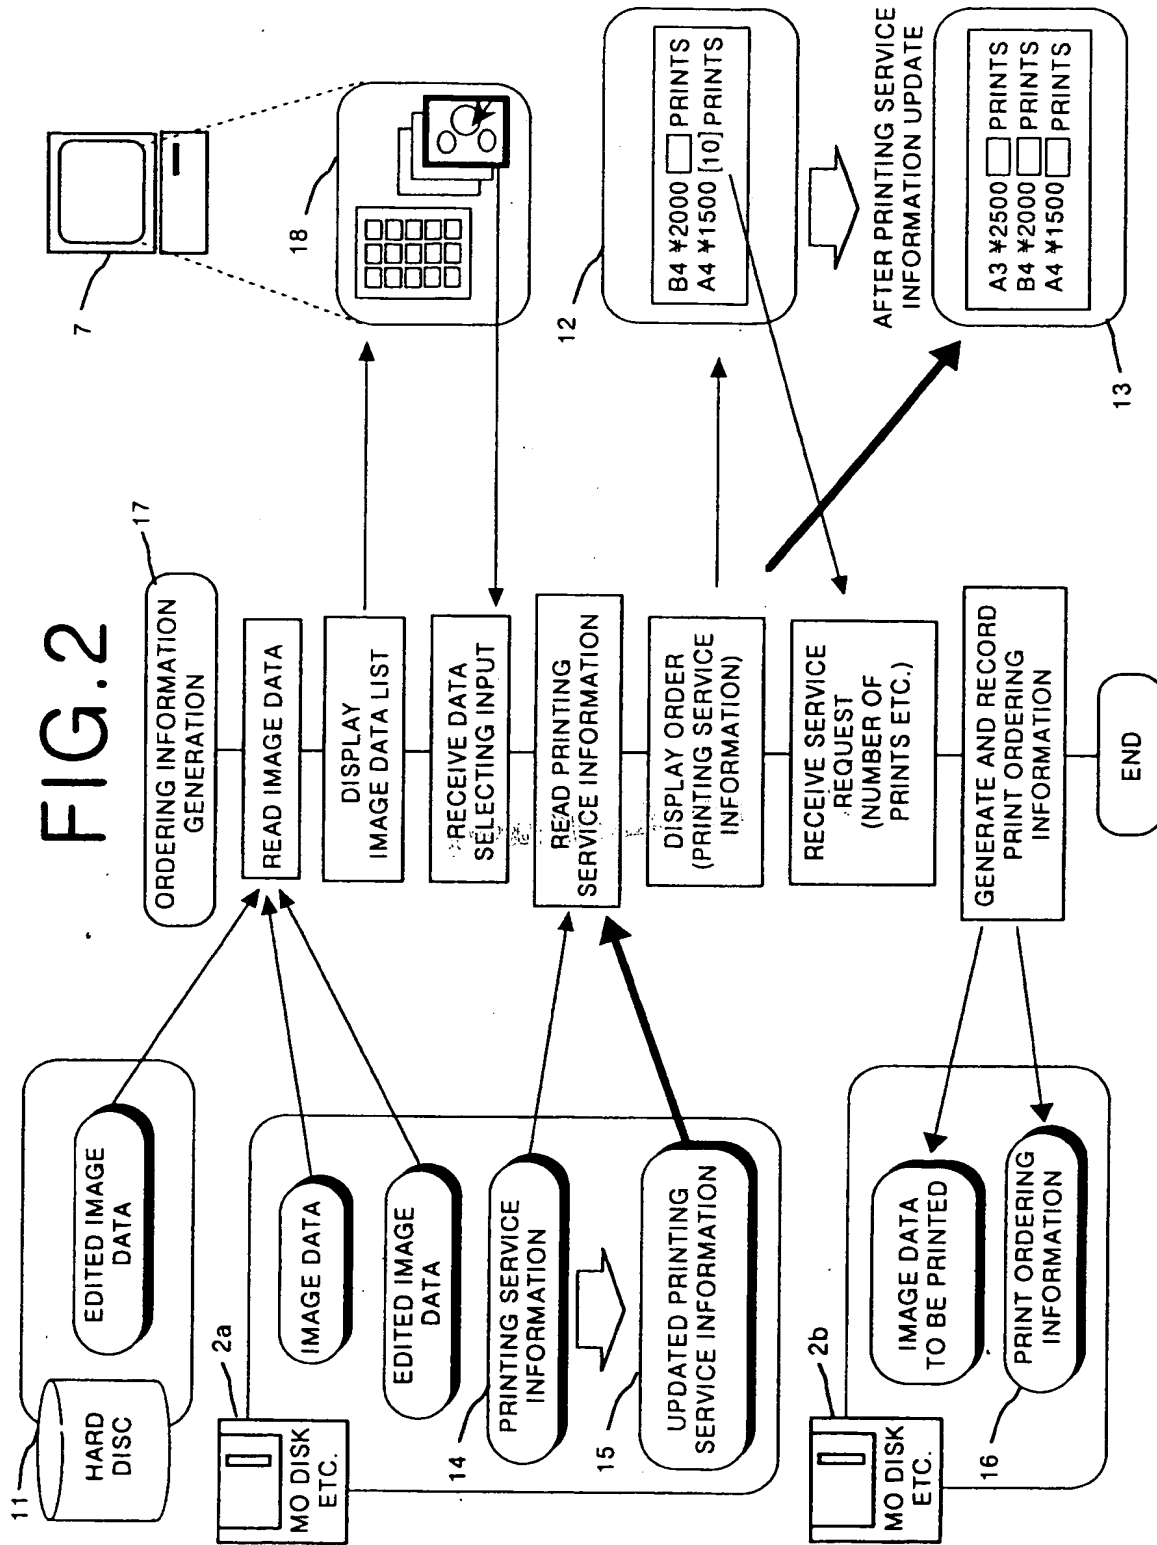 FIG.2
11
HARD
DISC
EDITED IMAGE
DATA
2a
MO DISK
ETC.
IMAGE DATA
EDITED IMAGE
DATA
14
PRINTING SERVICE
INFORMATION
15
UPDATED PRINTING
SERVICE INFORMATION
2b
MO DISK
ETC.
IMAGE DATA
TO BE PRINTED
16
PRINT ORDERING
INFORMATION
17
ORDERING INFORMATION
GENERATION
READ IMAGE DATA
DISPLAY
IMAGE DATA LIST
RECEIVE DATA
SELECTING INPUT
READ PRINTING
SERVICE INFORMATION
DISPLAY ORDER
(PRINTING SERVICE
INFORMATION)
RECEIVE SERVICE
REQUEST
(NUMBER OF
PRINTS ETC.)
GENERATE AND RECORD
PRINT ORDERING
INFORMATION
END
7
18
12
B4 ¥2000 PRINTS
A4 ¥1500 [10] PRINTS
AFTER PRINTING SERVICE
INFORMATION UPDATE
A3 ¥2500 PRINTS
B4 ¥2000 PRINTS
A4 ¥1500 PRINTS
13